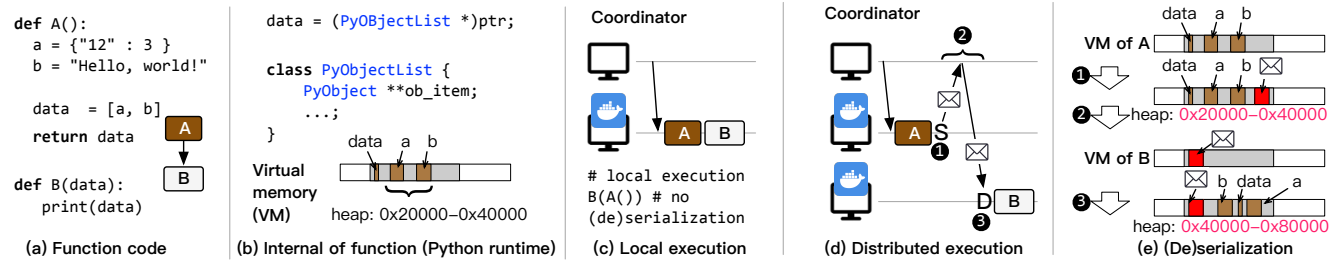 def A():
a = {"12" : 3 }
b = "Hello, world!"
data = [a, b]
return data
A
B
def B(data):
print(data)
(a) Function code
data = (PyOBjectList *)ptr;
class PyObjectList {
PyObject **ob_item;
...;
}
data a b
Virtual
memory
(VM)
heap: 0x20000–0x40000
(b) Internal of function (Python runtime)
Coordinator
A B
# local execution
B(A()) # no
(de)serialization
(c) Local execution
Coordinator
2
A S
1
D B
3
(d) Distributed execution
data a b
VM of A
1
data a b
2
heap: 0x20000–0x40000
VM of B
b data a
3
heap: 0x40000–0x80000
(e) (De)serialization